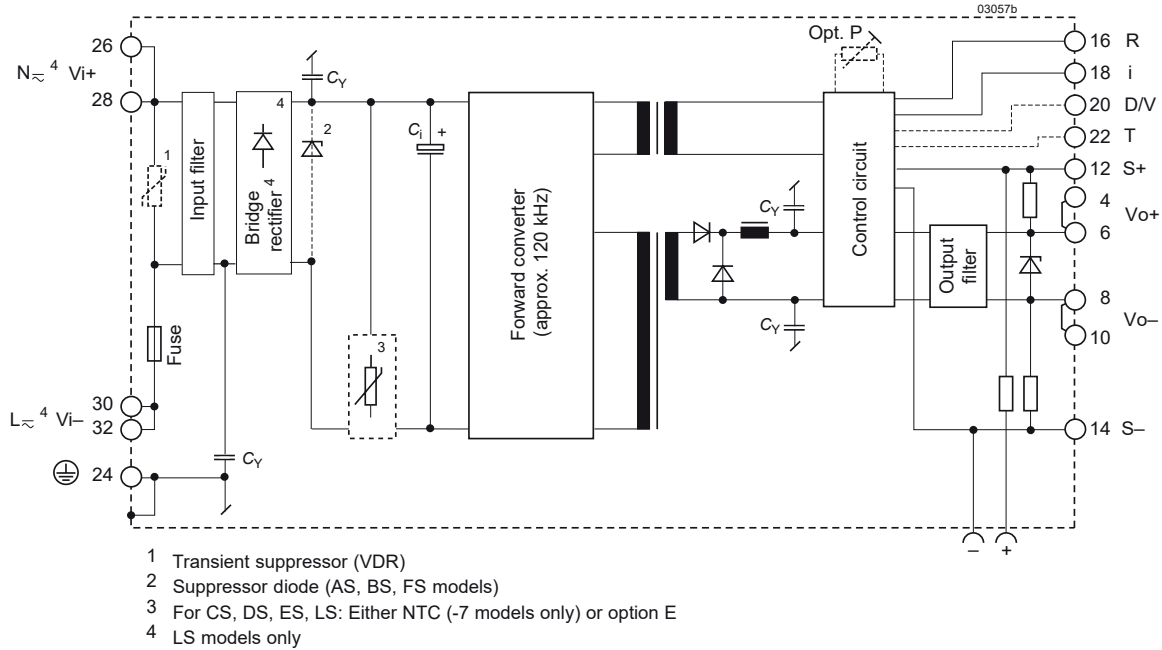 03057b
26
N≂ 4 Vi+
28
1
Input filter
Bridge rectifier 4
4
CY
2
Ci +
Fuse
3
30
L≂ 4 Vi–
32
24
CY
Forward converter
(approx. 120 kHz)
CY
CY
Opt. P
Control circuit
Output filter
16 R
18 i
20 D/V
22 T
12 S+
4
Vo+
6
8
Vo–
10
14 S–
– +
1 Transient suppressor (VDR)
2 Suppressor diode (AS, BS, FS models)
3 For CS, DS, ES, LS: Either NTC (-7 models only) or option E
4 LS models only